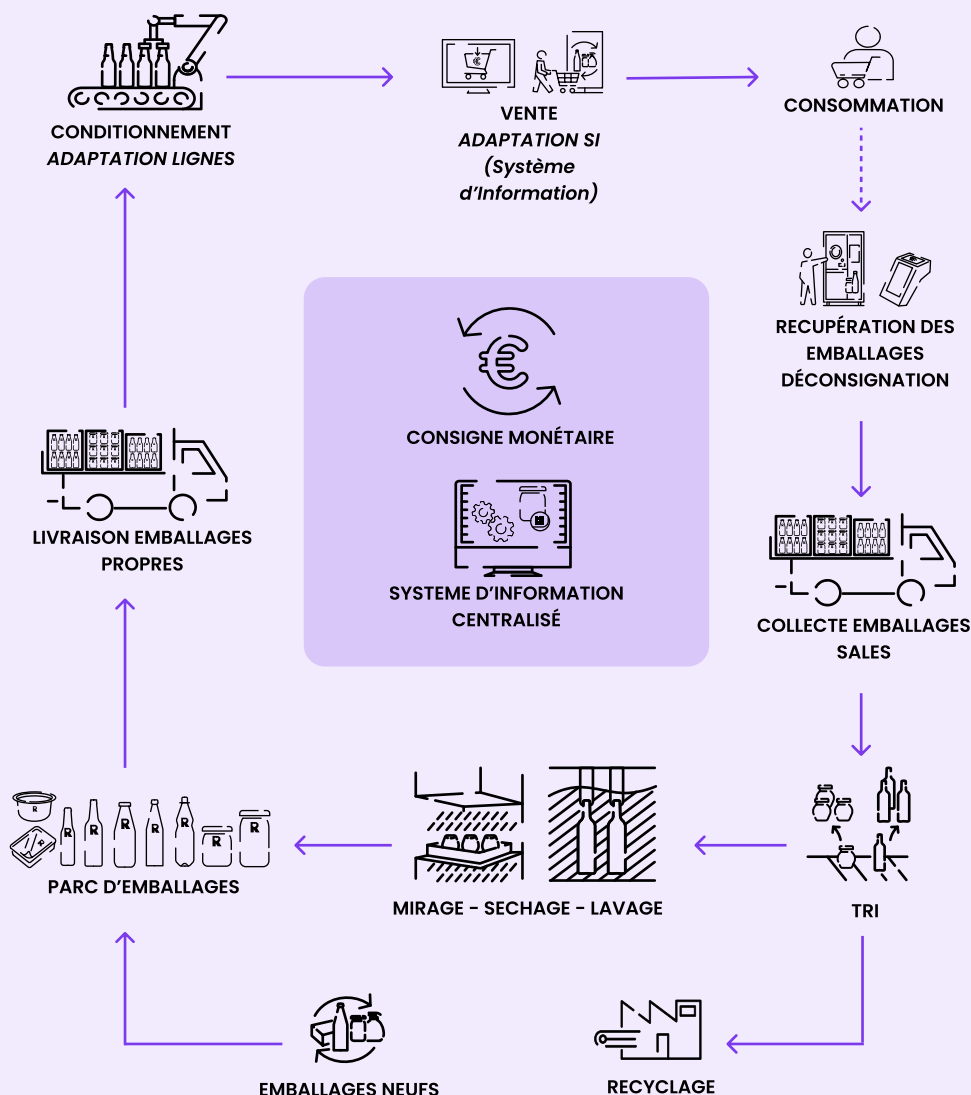 CONDITIONNEMENT
ADAPTATION LIGNES
VENTE
ADAPTATION SI
(Système
d'Information)
CONSOMMATION
RECUPÉRATION DES
EMBALLAGES
DÉCONSIGNATION
CONSIGNE MONÉTAIRE
SYSTEME D'INFORMATION
CENTRALISÉ
LIVRAISON EMBALLAGES
PROPRES
COLLECTE EMBALLAGES
SALES
R
R
R
R
R
R
R
R
PARC D'EMBALLAGES
MIRAGE - SECHAGE - LAVAGE
TRI
EMBALLAGES NEUFS
RECYCLAGE